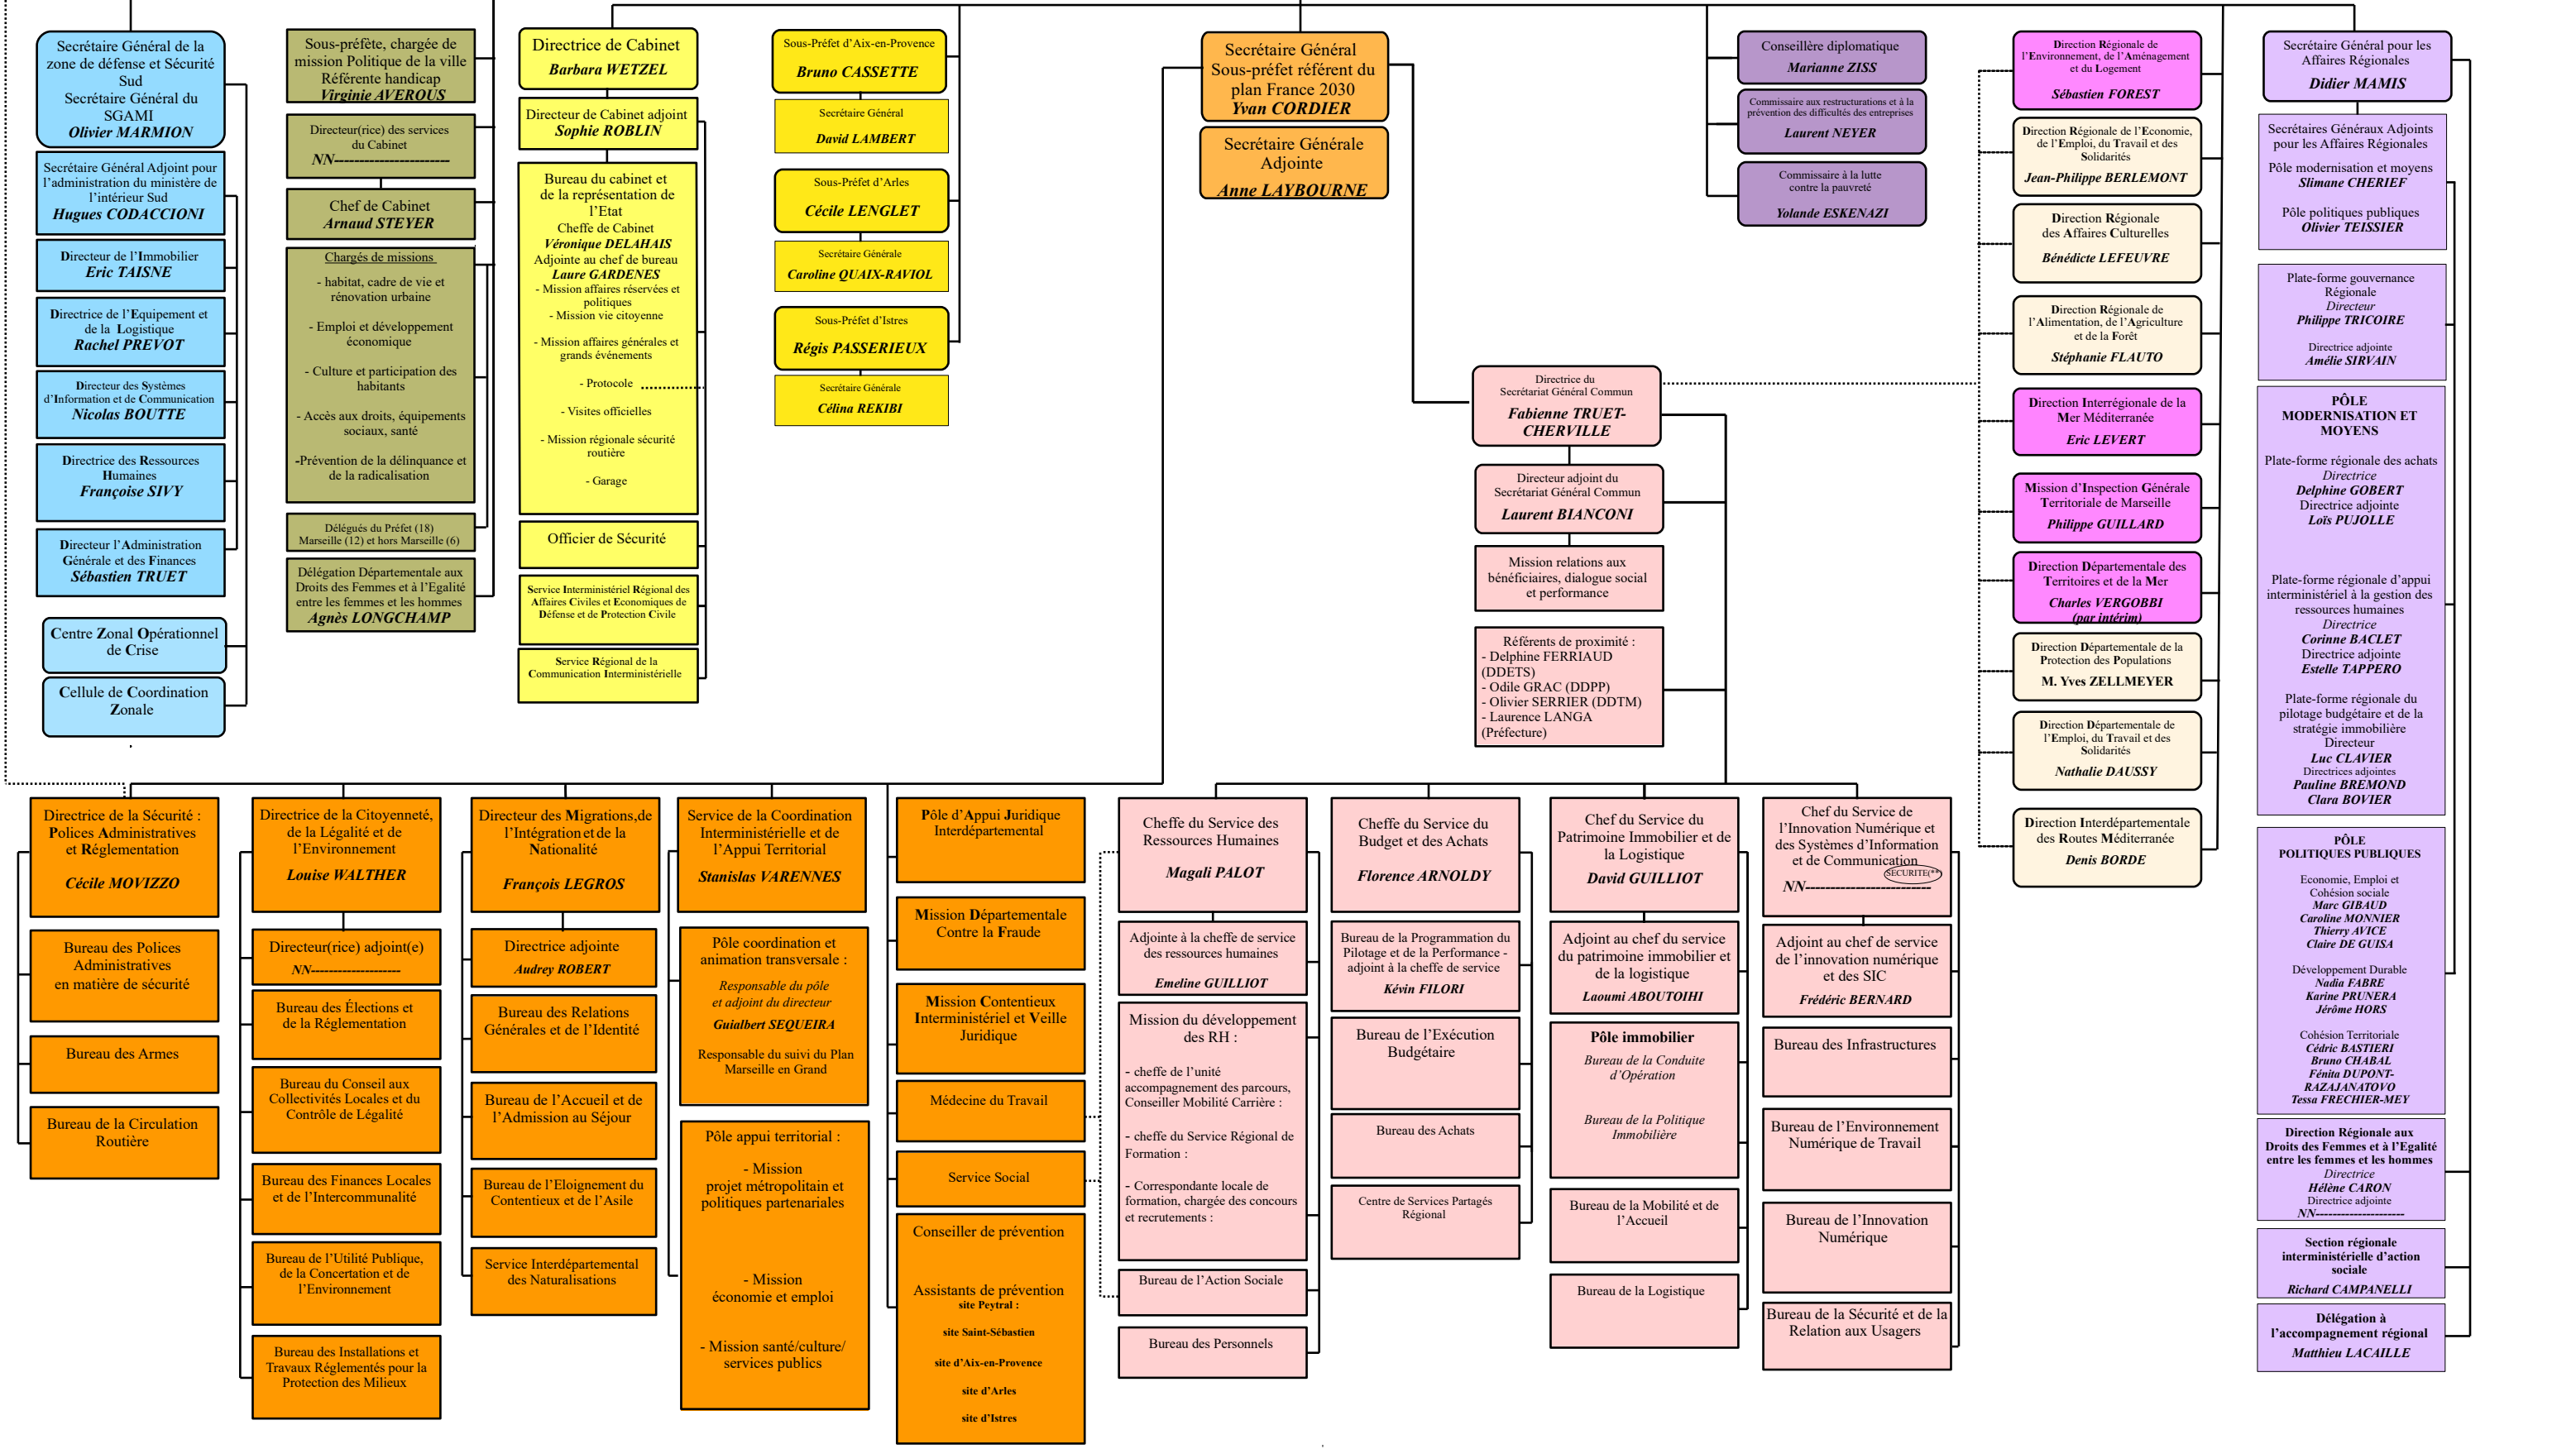 Secrétaire Général de la
zone de défense et Sécurité
Sud
Secrétaire Général du
SGAMI
Olivier MARMION
Secrétaire Général Adjoint pour
l'administration du ministère de
l'intérieur Sud
Hugues CODACCIONI
Directeur de l'Immobilier
Eric TAISNE
Directrice de l'Equipement et
de la Logistique
Rachel PREVOT
Directeur des Systèmes
d'Information et de Communication
Nicolas BOUTTE
Directrice des Ressources
Humaines
Françoise SIVY
Directeur l'Administration
Générale et des Finances
Sébastien TRUET
Centre Zonal Opérationnel
de Crise
Cellule de Coordination
Zonale
Sous-préfète, chargée de
mission Politique de la ville
Référente handicap
Virginie AVEROUS
Directeur(rice) des services
du Cabinet
NN-----------------------
Chef de Cabinet
Arnaud STEYER
Chargés de missions
- habitat, cadre de vie et
rénovation urbaine
- Emploi et développement
économique
- Culture et participation des
habitants
- Accès aux droits, équipements
sociaux, santé
-Prévention de la délinquance et
de la radicalisation
Délégués du Préfet (18)
Marseille (12) et hors Marseille (6)
Délégation Départementale aux
Droits des Femmes et à l'Egalité
entre les femmes et les hommes
Agnès LONGCHAMP
Directrice de Cabinet
Barbara WETZEL
Directeur de Cabinet adjoint
Sophie ROBLIN
Bureau du cabinet et
de la représentation de
l'Etat
Cheffe de Cabinet
Véronique DELAHAIS
Adjointe au chef de bureau
Laure GARDENES
- Mission affaires réservées et
politiques
- Mission vie citoyenne
- Mission affaires générales et
grands événements
- Protocole
- Visites officielles
- Mission régionale sécurité
routière
- Garage
Officier de Sécurité
Service Interministériel Régional des
Affaires Civiles et Economiques de
Défense et de Protection Civile
Service Régional de la
Communication Interministérielle
Sous-Préfet d'Aix-en-Provence
Bruno CASSETTE
Secrétaire Général
David LAMBERT
Sous-Préfet d'Arles
Cécile LENGLET
Secrétaire Générale
Caroline QUAIX-RAVIOL
Sous-Préfet d'Istres
Régis PASSERIEUX
Secrétaire Générale
Célina REKIBI
Secrétaire Général
Sous-préfet référent du
plan France 2030
Yvan CORDIER
Secrétaire Générale
Adjointe
Anne LAYBOURNE
Directrice du
Secrétariat Général Commun
Fabienne TRUET-
CHERVILLE
Directeur adjoint du
Secrétariat Général Commun
Laurent BIANCONI
Mission relations aux
bénéficiaires, dialogue social
et performance
Référents de proximité :
- Delphine FERRIAUD
(DDETS)
- Odile GRAC (DDPP)
- Olivier SERRIER (DDTM)
- Laurence LANGA
(Préfecture)
Conseillère diplomatique
Marianne ZISS
Commissaire aux restructurations et à la
prévention des difficultés des entreprises
Laurent NEYER
Commissaire à la lutte
contre la pauvreté
Yolande ESKENAZI
Direction Régionale de
l'Environnement, de l'Aménagement
et du Logement
Sébastien FOREST
Direction Régionale de l'Economie,
de l'Emploi, du Travail et des
Solidarités
Jean-Philippe BERLEMONT
Direction Régionale
des Affaires Culturelles
Bénédicte LEFEUVRE
Direction Régionale de
l'Alimentation, de l'Agriculture
et de la Forêt
Stéphanie FLAUTO
Direction Interrégionale de la
Mer Méditerranée
Eric LEVERT
Mission d'Inspection Générale
Territoriale de Marseille
Philippe GUILLARD
Direction Départementale des
Territoires et de la Mer
Charles VERGOBBI
(par intérim)
Direction Départementale de la
Protection des Populations
M. Yves ZELLMEYER
Direction Départementale de
l'Emploi, du Travail et des
Solidarités
Nathalie DAUSSY
Direction Interdépartementale
des Routes Méditerranée
Denis BORDE
Secrétaire Général pour les
Affaires Régionales
Didier MAMIS
Secrétaires Généraux Adjoints
pour les Affaires Régionales
Pôle modernisation et moyens
Slimane CHERIEF
Pôle politiques publiques
Olivier TEISSIER
Plate-forme gouvernance
Régionale
Directeur
Philippe TRICOIRE
Directrice adjointe
Amélie SIRVAIN
PÔLE
MODERNISATION ET
MOYENS
Plate-forme régionale des achats
Directrice
Delphine GOBERT
Directrice adjointe
Loïs PUJOLLE
Plate-forme régionale d'appui
interministériel à la gestion des
ressources humaines
Directrice
Corinne BACLET
Directrice adjointe
Estelle TAPPERO
Plate-forme régionale du
pilotage budgétaire et de la
stratégie immobilière
Directeur
Luc CLAVIER
Directrices adjointes
Pauline BREMOND
Clara BOVIER
PÔLE
POLITIQUES PUBLIQUES
Economie, Emploi et
Cohésion sociale
Marc GIBAUD
Caroline MONNIER
Thierry AVICE
Claire DE GUISA
Développement Durable
Nadia FABRE
Karine PRUNERA
Jérôme HORS
Cohésion Territoriale
Cédric BASTIERI
Bruno CHABAL
Fénita DUPONT-
RAZAJANATOVO
Tessa FRECHIER-MEY
Direction Régionale aux
Droits des Femmes et à l'Egalité
entre les femmes et les hommes
Directrice
Hélène CARON
Directrice adjointe
NN--------------------
Section régionale
interministérielle d'action
sociale
Richard CAMPANELLI
Délégation à
l'accompagnement régional
Matthieu LACAILLE
Directrice de la Sécurité :
Polices Administratives
et Réglementation
Cécile MOVIZZO
Bureau des Polices
Administratives
en matière de sécurité
Bureau des Armes
Bureau de la Circulation
Routière
Directrice de la Citoyenneté,
de la Légalité et de
l'Environnement
Louise WALTHER
Directeur(rice) adjoint(e)
NN--------------------
Bureau des Élections et
de la Réglementation
Bureau du Conseil aux
Collectivités Locales et du
Contrôle de Légalité
Bureau des Finances Locales
et de l'Intercommunalité
Bureau de l'Utilité Publique,
de la Concertation et de
l'Environnement
Bureau des Installations et
Travaux Réglementés pour la
Protection des Milieux
Directeur des Migrations,de
l'Intégration et de la
Nationalité
François LEGROS
Directrice adjointe
Audrey ROBERT
Bureau des Relations
Générales et de l'Identité
Bureau de l'Accueil et de
l'Admission au Séjour
Bureau de l'Eloignement du
Contentieux et de l'Asile
Service Interdépartemental
des Naturalisations
Service de la Coordination
Interministérielle et de
l'Appui Territorial
Stanislas VARENNES
Pôle coordination et
animation transversale :
Responsable du pôle
et adjoint du directeur
Guialbert SEQUEIRA
Responsable du suivi du Plan
Marseille en Grand
Pôle appui territorial :
- Mission
projet métropolitain et
politiques partenariales
- Mission
économie et emploi
- Mission santé/culture/
services publics
Pôle d'Appui Juridique
Interdépartemental
Mission Départementale
Contre la Fraude
Mission Contentieux
Interministériel et Veille
Juridique
Médecine du Travail
Service Social
Conseiller de prévention
Assistants de prévention
site Peytral :
site Saint-Sébastien
site d'Aix-en-Provence
site d'Arles
site d'Istres
Cheffe du Service des
Ressources Humaines
Magali PALOT
Adjointe à la cheffe de service
des ressources humaines
Emeline GUILLIOT
Mission du développement
des RH :
- cheffe de l'unité
accompagnement des parcours,
Conseiller Mobilité Carrière :
- cheffe du Service Régional de
Formation :
- Correspondante locale de
formation, chargée des concours
et recrutements :
Bureau de l'Action Sociale
Bureau des Personnels
Cheffe du Service du
Budget et des Achats
Florence ARNOLDY
Bureau de la Programmation du
Pilotage et de la Performance -
adjoint à la cheffe de service
Kévin FILORI
Bureau de l'Exécution
Budgétaire
Bureau des Achats
Centre de Services Partagés
Régional
Chef du Service du
Patrimoine Immobilier et de
la Logistique
David GUILLIOT
Adjoint au chef du service
du patrimoine immobilier et
de la logistique
Laoumi ABOUTOIHI
Pôle immobilier
Bureau de la Conduite
d'Opération
Bureau de la Politique
Immobilière
Bureau de la Mobilité et de
l'Accueil
Bureau de la Logistique
Chef du Service de
l'Innovation Numérique et
des Systèmes d'Information
et de Communication
SECURITE(**
NN-------------------------
Adjoint au chef de service
de l'innovation numérique
et des SIC
Frédéric BERNARD
Bureau des Infrastructures
Bureau de l'Environnement
Numérique de Travail
Bureau de l'Innovation
Numérique
Bureau de la Sécurité et de la
Relation aux Usagers